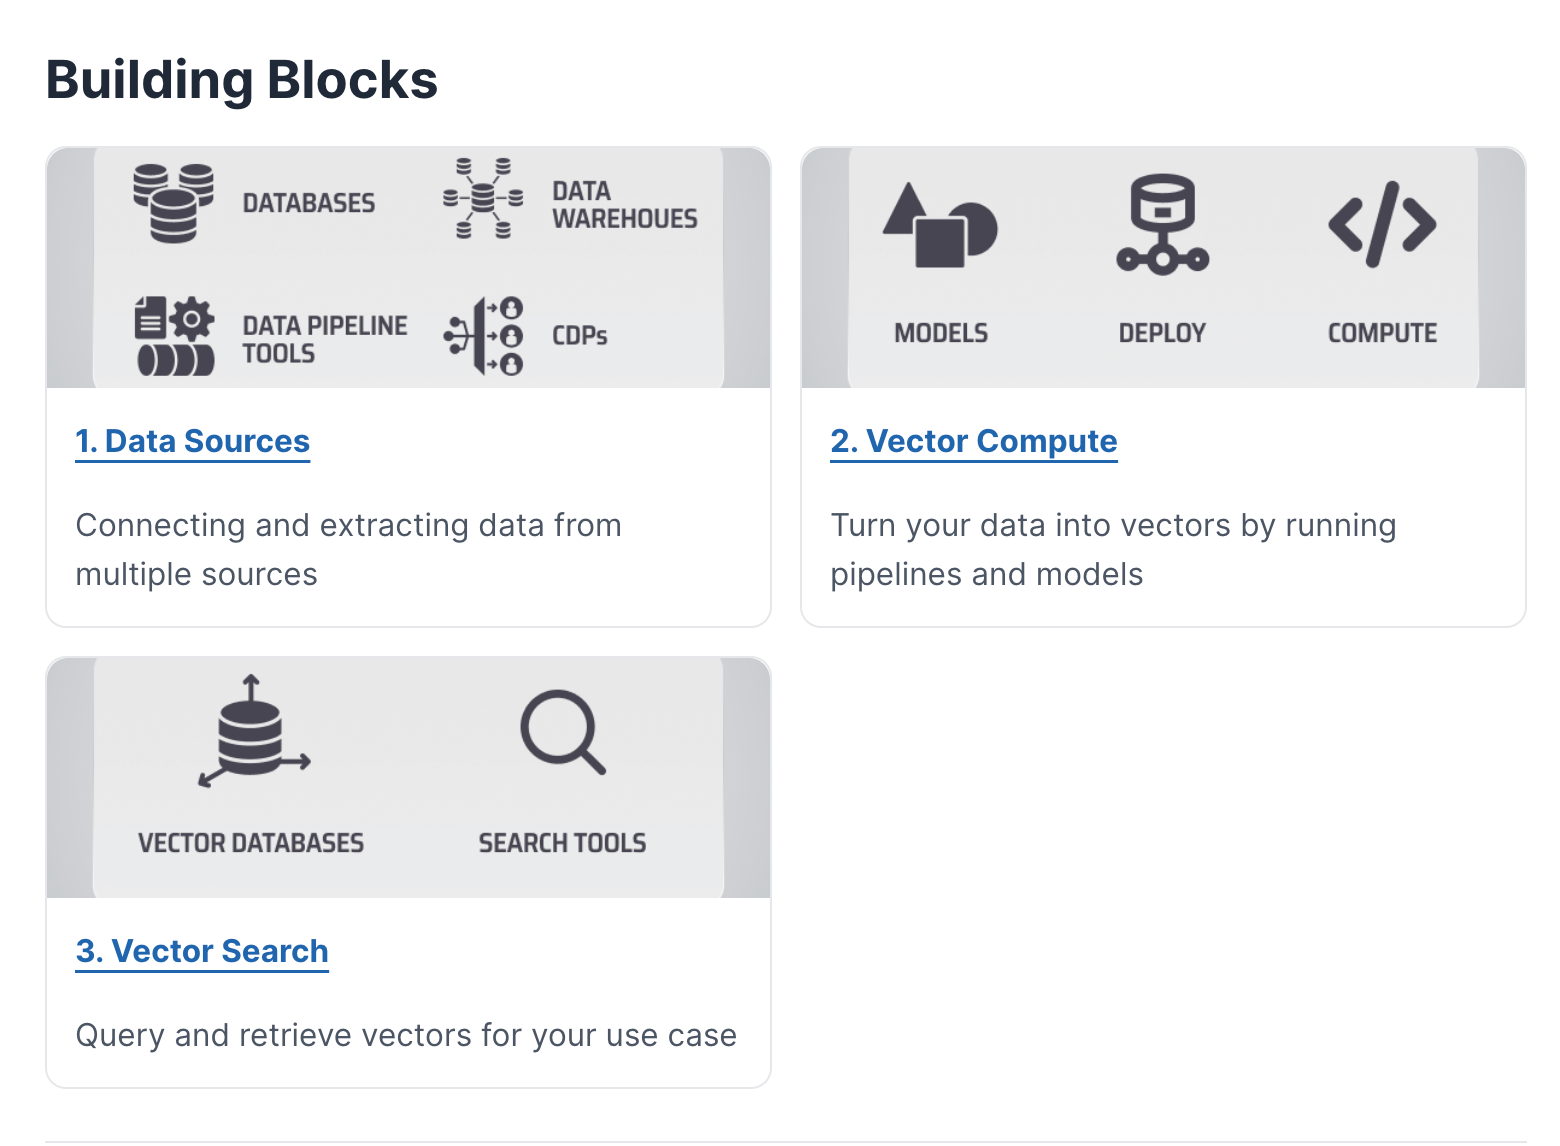 Building Blocks
DATABASES
DATA
WAREHOUES
DATA PIPELINE
TOOLS
CDPs
1. Data Sources
Connecting and extracting data from
multiple sources
MODELS
DEPLOY
COMPUTE
2. Vector Compute
Turn your data into vectors by running
pipelines and models
VECTOR DATABASES
SEARCH TOOLS
3. Vector Search
Query and retrieve vectors for your use case